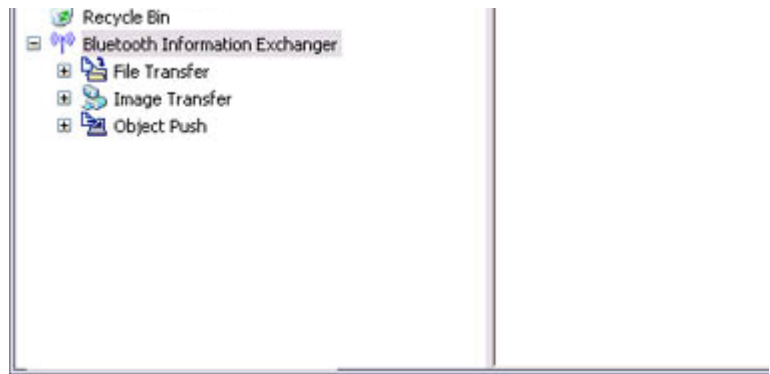 Recycle Bin
Bluetooth Information Exchanger
File Transfer
Image Transfer
Object Push